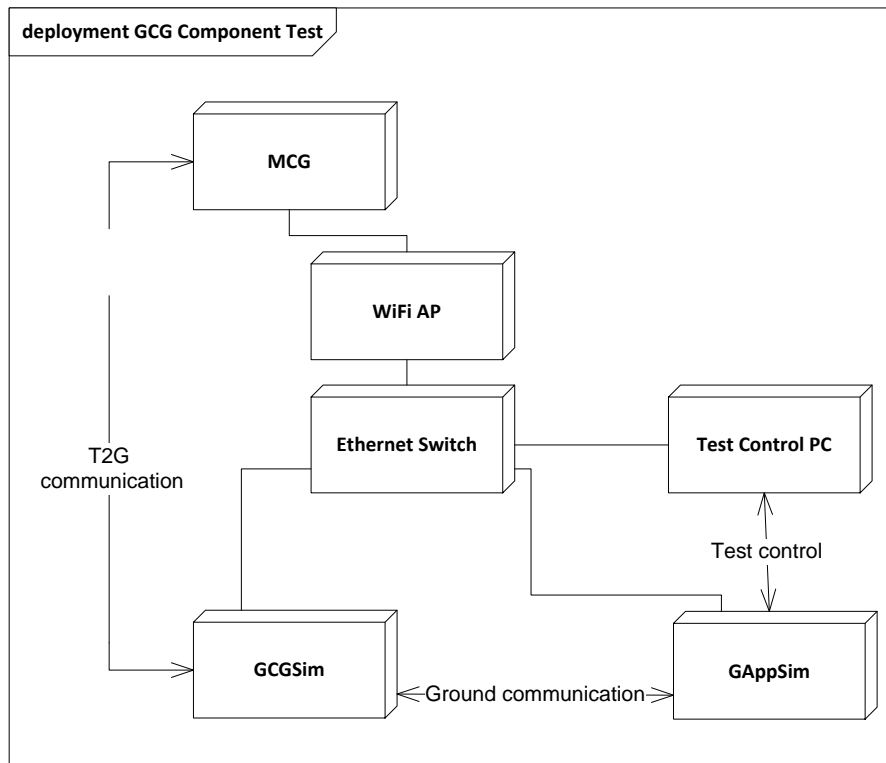 deployment GCG Component Test
MCG
WiFi AP
Ethernet Switch
Test Control PC
T2G
communication
Test control
GCGSim
GAppSim
Ground communication